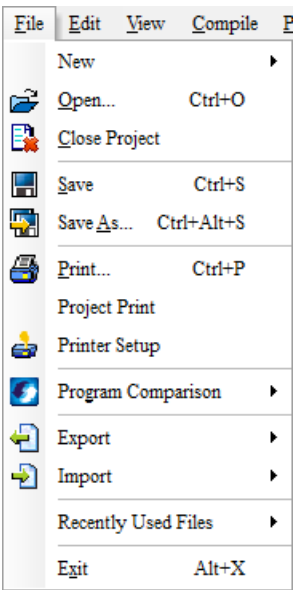 File Edit View Compile P
New
Open... Ctrl+O
Close Project
Save Ctrl+S
Save As... Ctrl+Alt+S
Print... Ctrl+P
Project Print
Printer Setup
Program Comparison
Export
Import
Recently Used Files
Exit Alt+X